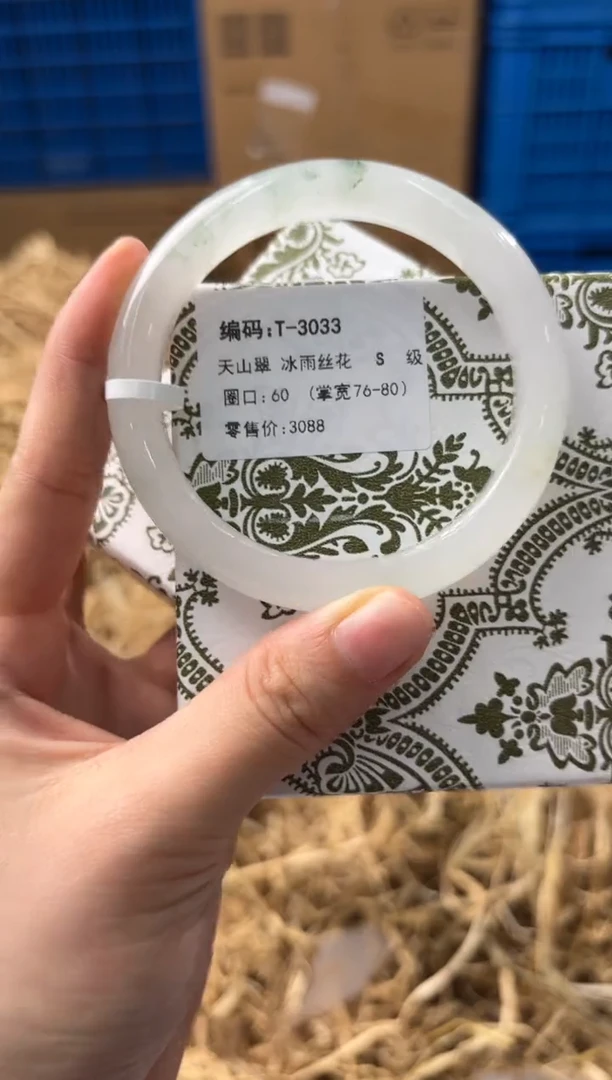 编码:T-3033
天山翠 冰雨丝花 S 级
圈口:60 (掌宽76-80)
零售价:3088